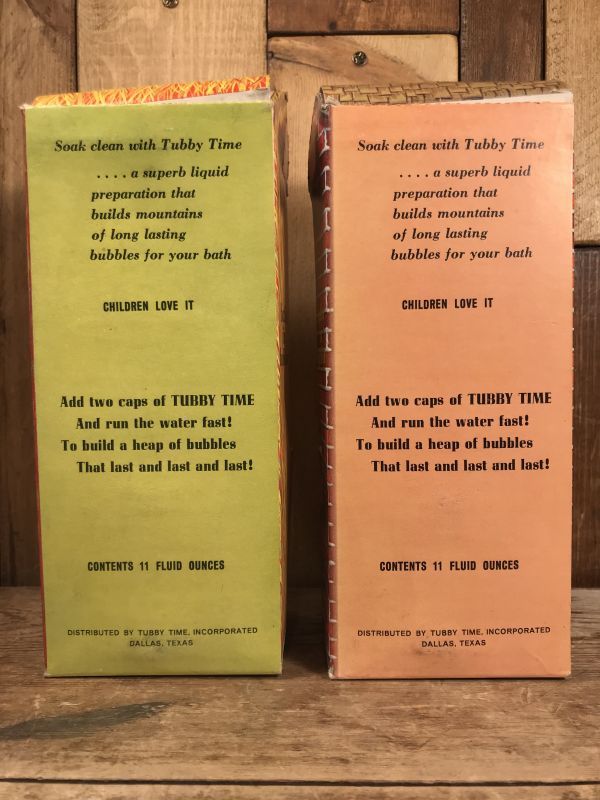 Soak clean with Tubby Time
. . . . a superb liquid
preparation that
builds mountains
of long lasting
bubbles for your bath
CHILDREN LOVE IT
Add two caps of TUBBY TIME
And run the water fast!
To build a heap of bubbles
That last and last and last!
CONTENTS 11 FLUID OUNCES
DISTRIBUTED BY TUBBY TIME, INCORPORATED
DALLAS, TEXAS
Soak clean with Tubby Time
. . . . a superb liquid
preparation that
builds mountains
of long lasting
bubbles for your bath
CHILDREN LOVE IT
Add two caps of TUBBY TIME
And run the water fast!
To build a heap of bubbles
That last and last and last!
CONTENTS 11 FLUID OUNCES
DISTRIBUTED BY TUBBY TIME, INCORPORATED
DALLAS, TEXAS